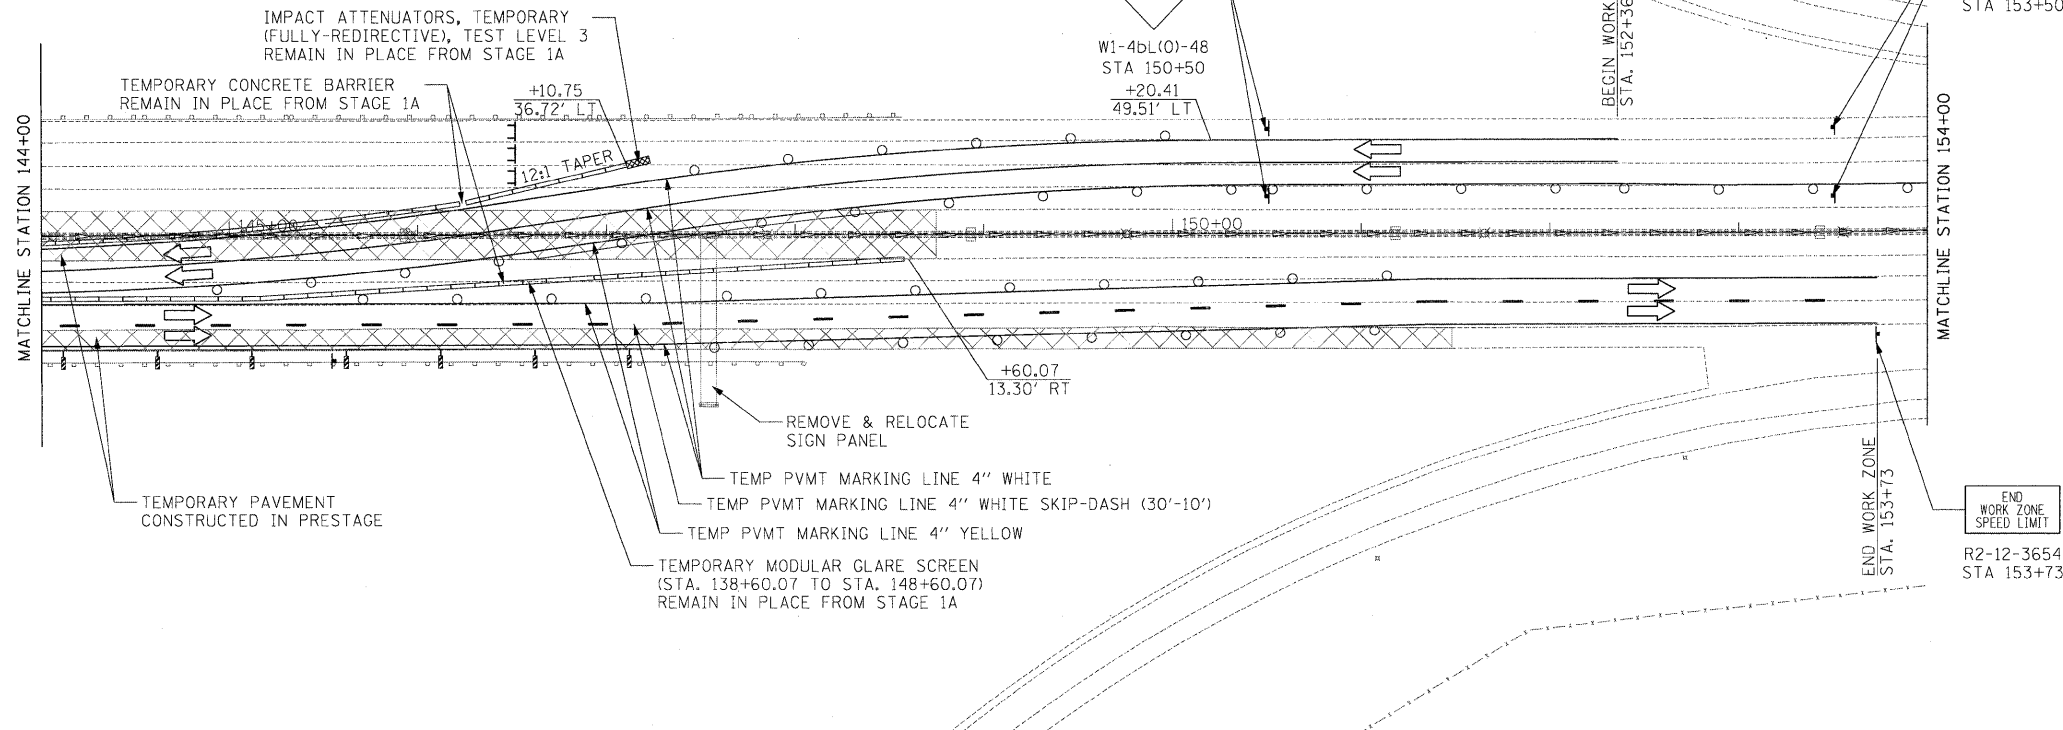 IMPACT ATTENUATORS, TEMPORARY
(FULLY-REDIRECTIVE), TEST LEVEL 3
REMAIN IN PLACE FROM STAGE 1A
TEMPORARY CONCRETE BARRIER
REMAIN IN PLACE FROM STAGE 1A
+10.75
36.72' LT
12:1 TAPER
W1-4bL(O)-48
STA 150+50
+20.41
49.51' LT
BEGIN WORK
STA. 152+36
STA 153+50
MATCHLINE STATION 144+00
145+00
150+00
MATCHLINE STATION 154+00
+60.07
13.30' RT
REMOVE & RELOCATE
SIGN PANEL
TEMP PVMT MARKING LINE 4" WHITE
TEMP PVMT MARKING LINE 4" WHITE SKIP-DASH (30'-10')
TEMP PVMT MARKING LINE 4" YELLOW
TEMPORARY PAVEMENT
CONSTRUCTED IN PRESTAGE
TEMPORARY MODULAR GLARE SCREEN
(STA. 138+60.07 TO STA. 148+60.07)
REMAIN IN PLACE FROM STAGE 1A
END WORK ZONE
STA. 153+73
END
WORK ZONE
SPEED LIMIT
R2-12-3654
STA 153+73